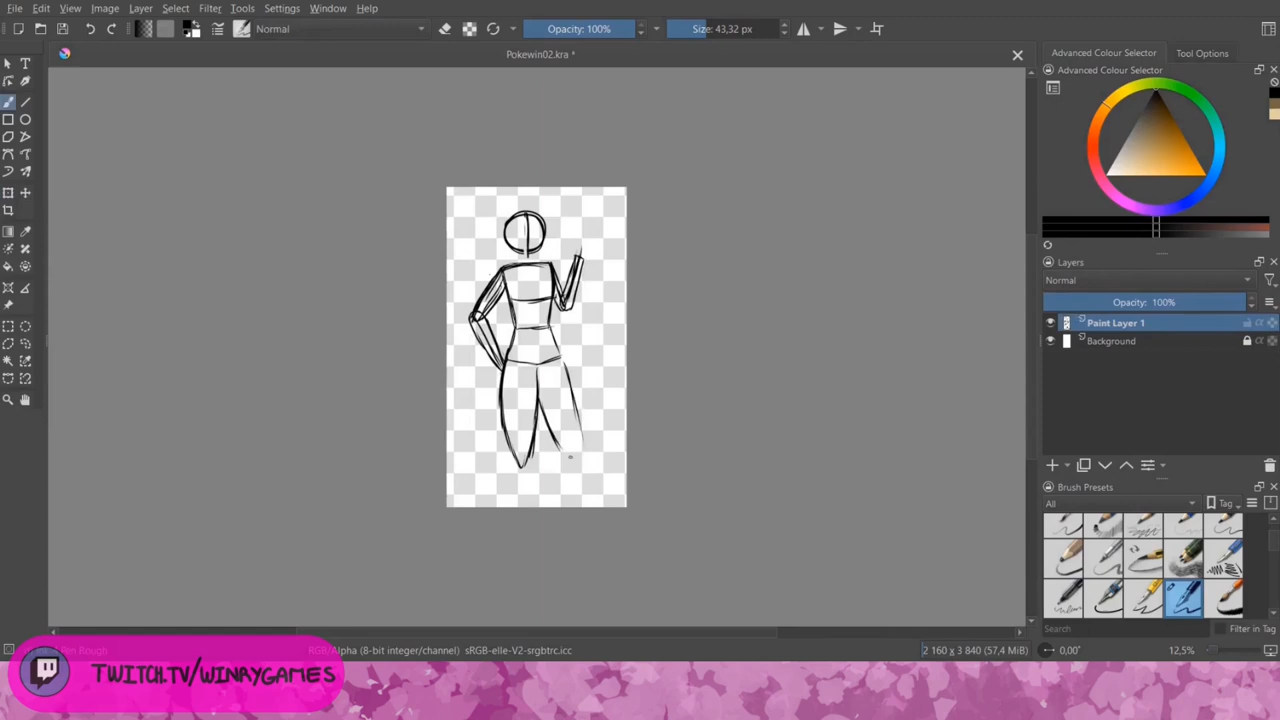 File Edit View Image Layer Select Filter Tools Settings Window Help
Normal Opacity: 100% Size: 43,32 px
Pokewin02.kra *
Advanced Colour Selector Tool Options
Advanced Colour Selector
Layers
Normal
Opacity: 100%
Paint Layer 1
Background
Brush Presets
All Tag
Search Filter in Tag
Pen Rough RGB/Alpha (8-bit integer/channel) sRGB-elle-V2-srgbtrc.icc 2 160 x 3 840 (57,4 MiB) 0,00° 12,5%
TWITCH.TV/WINRYGAMES